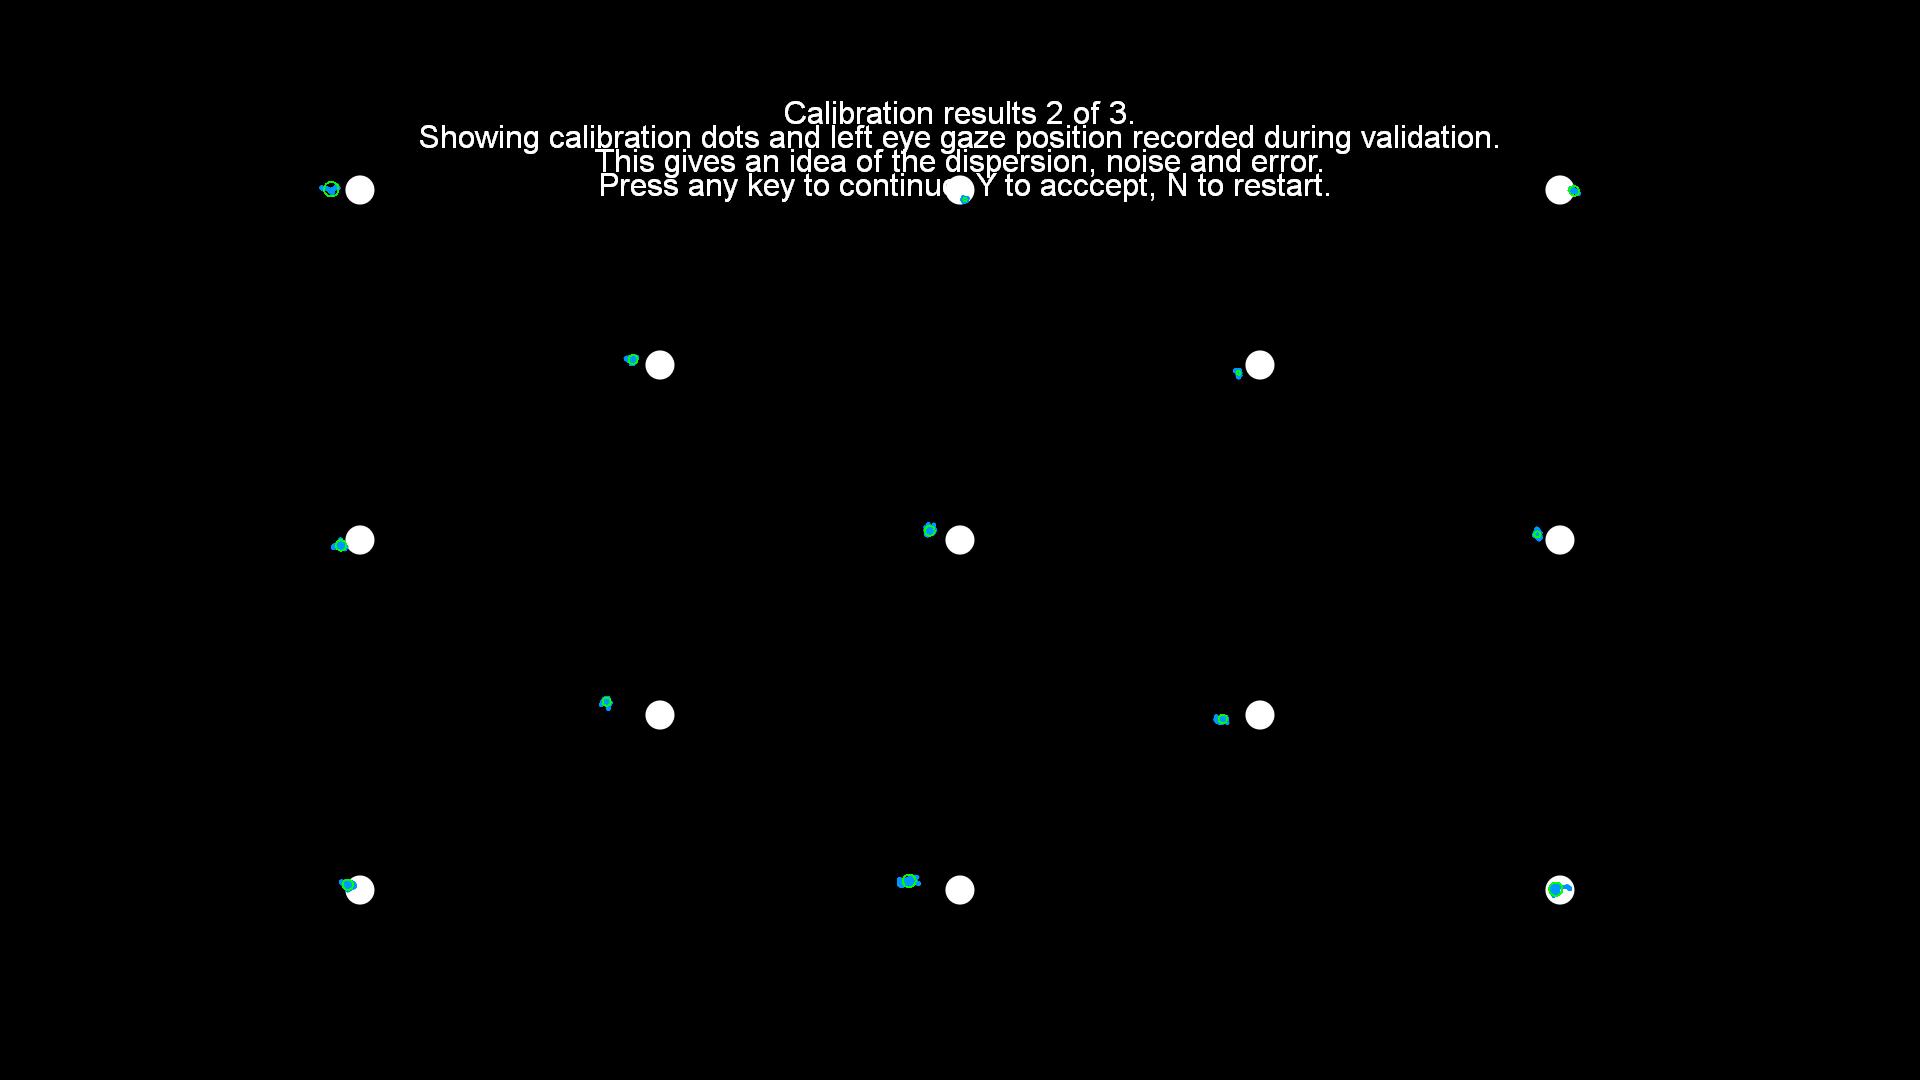 Calibration results 2 of 3.
Showing calibration dots and left eye gaze position recorded during validation.
This gives an idea of the dispersion, noise and error.
Press any key to continue, Y to acccept, N to restart.